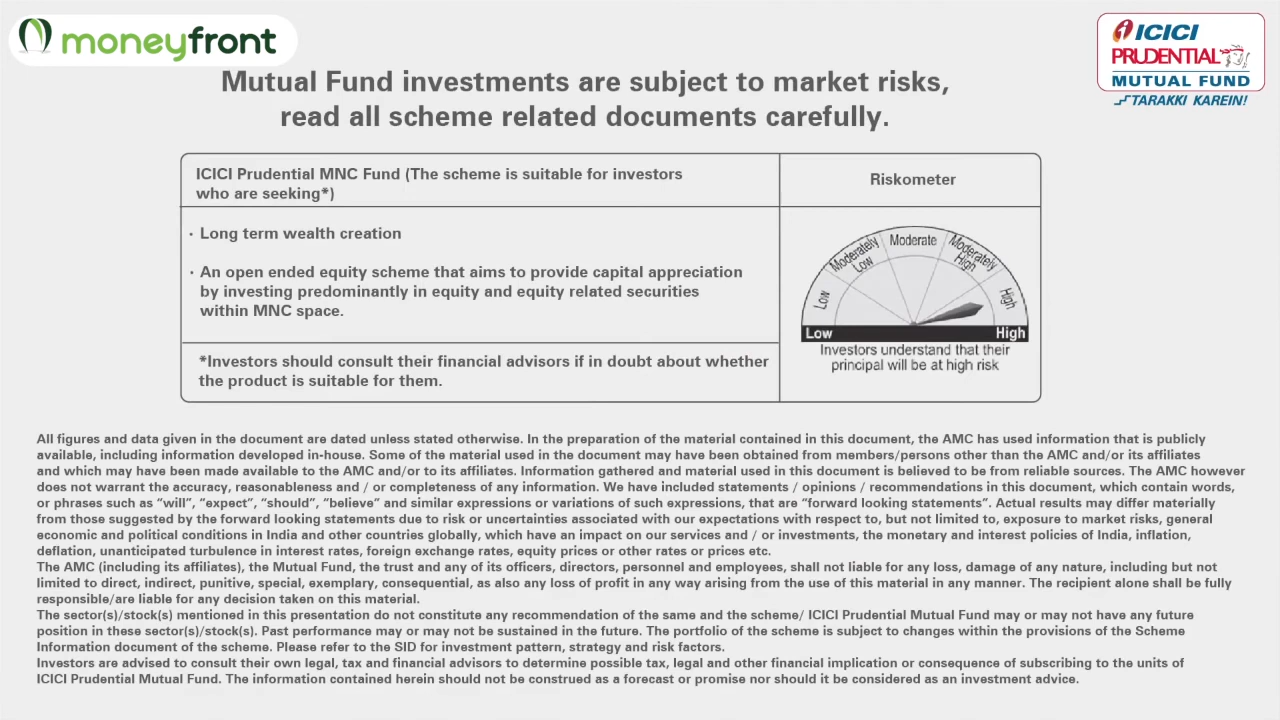 moneyfront
ICICI
PRUDENTIAL
MUTUAL FUND
TARAKKI KAREIN!
Mutual Fund investments are subject to market risks,
read all scheme related documents carefully.
ICICI Prudential MNC Fund (The scheme is suitable for investors
who are seeking*)
Riskometer
· Long term wealth creation
· An open ended equity scheme that aims to provide capital appreciation
by investing predominantly in equity and equity related securities
within MNC space.
*Investors should consult their financial advisors if in doubt about whether
the product is suitable for them.
Low
Moderately
Low
Moderate
Moderately
High
High
Low
High
Investors understand that their
principal will be at high risk
All figures and data given in the document are dated unless stated otherwise. In the preparation of the material contained in this document, the AMC has used information that is publicly
available, including information developed in-house. Some of the material used in the document may have been obtained from members/persons other than the AMC and/or its affiliates
and which may have been made available to the AMC and/or to its affiliates. Information gathered and material used in this document is believed to be from reliable sources. The AMC however
does not warrant the accuracy, reasonableness and / or completeness of any information. We have included statements / opinions / recommendations in this document, which contain words,
or phrases such as “will”, “expect”, “should”, “believe” and similar expressions or variations of such expressions, that are “forward looking statements”. Actual results may differ materially
from those suggested by the forward looking statements due to risk or uncertainties associated with our expectations with respect to, but not limited to, exposure to market risks, general
economic and political conditions in India and other countries globally, which have an impact on our services and / or investments, the monetary and interest policies of India, inflation,
deflation, unanticipated turbulence in interest rates, foreign exchange rates, equity prices or other rates or prices etc.
The AMC (including its affiliates), the Mutual Fund, the trust and any of its officers, directors, personnel and employees, shall not liable for any loss, damage of any nature, including but not
limited to direct, indirect, punitive, special, exemplary, consequential, as also any loss of profit in any way arising from the use of this material in any manner. The recipient alone shall be fully
responsible/are liable for any decision taken on this material.
The sector(s)/stock(s) mentioned in this presentation do not constitute any recommendation of the same and the scheme/ ICICI Prudential Mutual Fund may or may not have any future
position in these sector(s)/stock(s). Past performance may or may not be sustained in the future. The portfolio of the scheme is subject to changes within the provisions of the Scheme
Information document of the scheme. Please refer to the SID for investment pattern, strategy and risk factors.
Investors are advised to consult their own legal, tax and financial advisors to determine possible tax, legal and other financial implication or consequence of subscribing to the units of
ICICI Prudential Mutual Fund. The information contained herein should not be construed as a forecast or promise nor should it be considered as an investment advice.